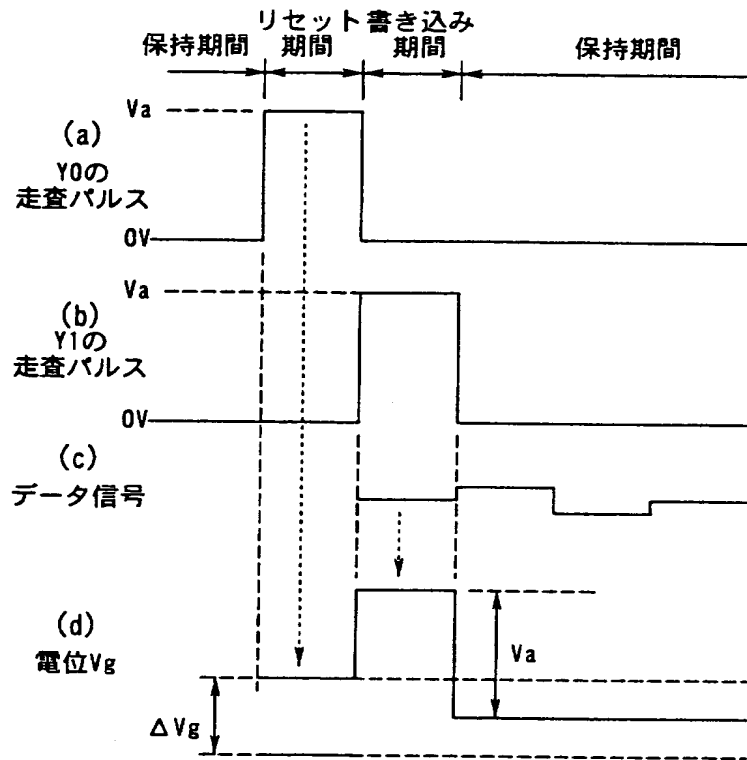 リセット書き込み
保持期間 期間 期間 保持期間
Va
(a)
Y0の
走査パルス
0V
Va
(b)
Y1の
走査パルス
0V
(c)
データ信号
(d)
電位Vg
Va
ΔVg